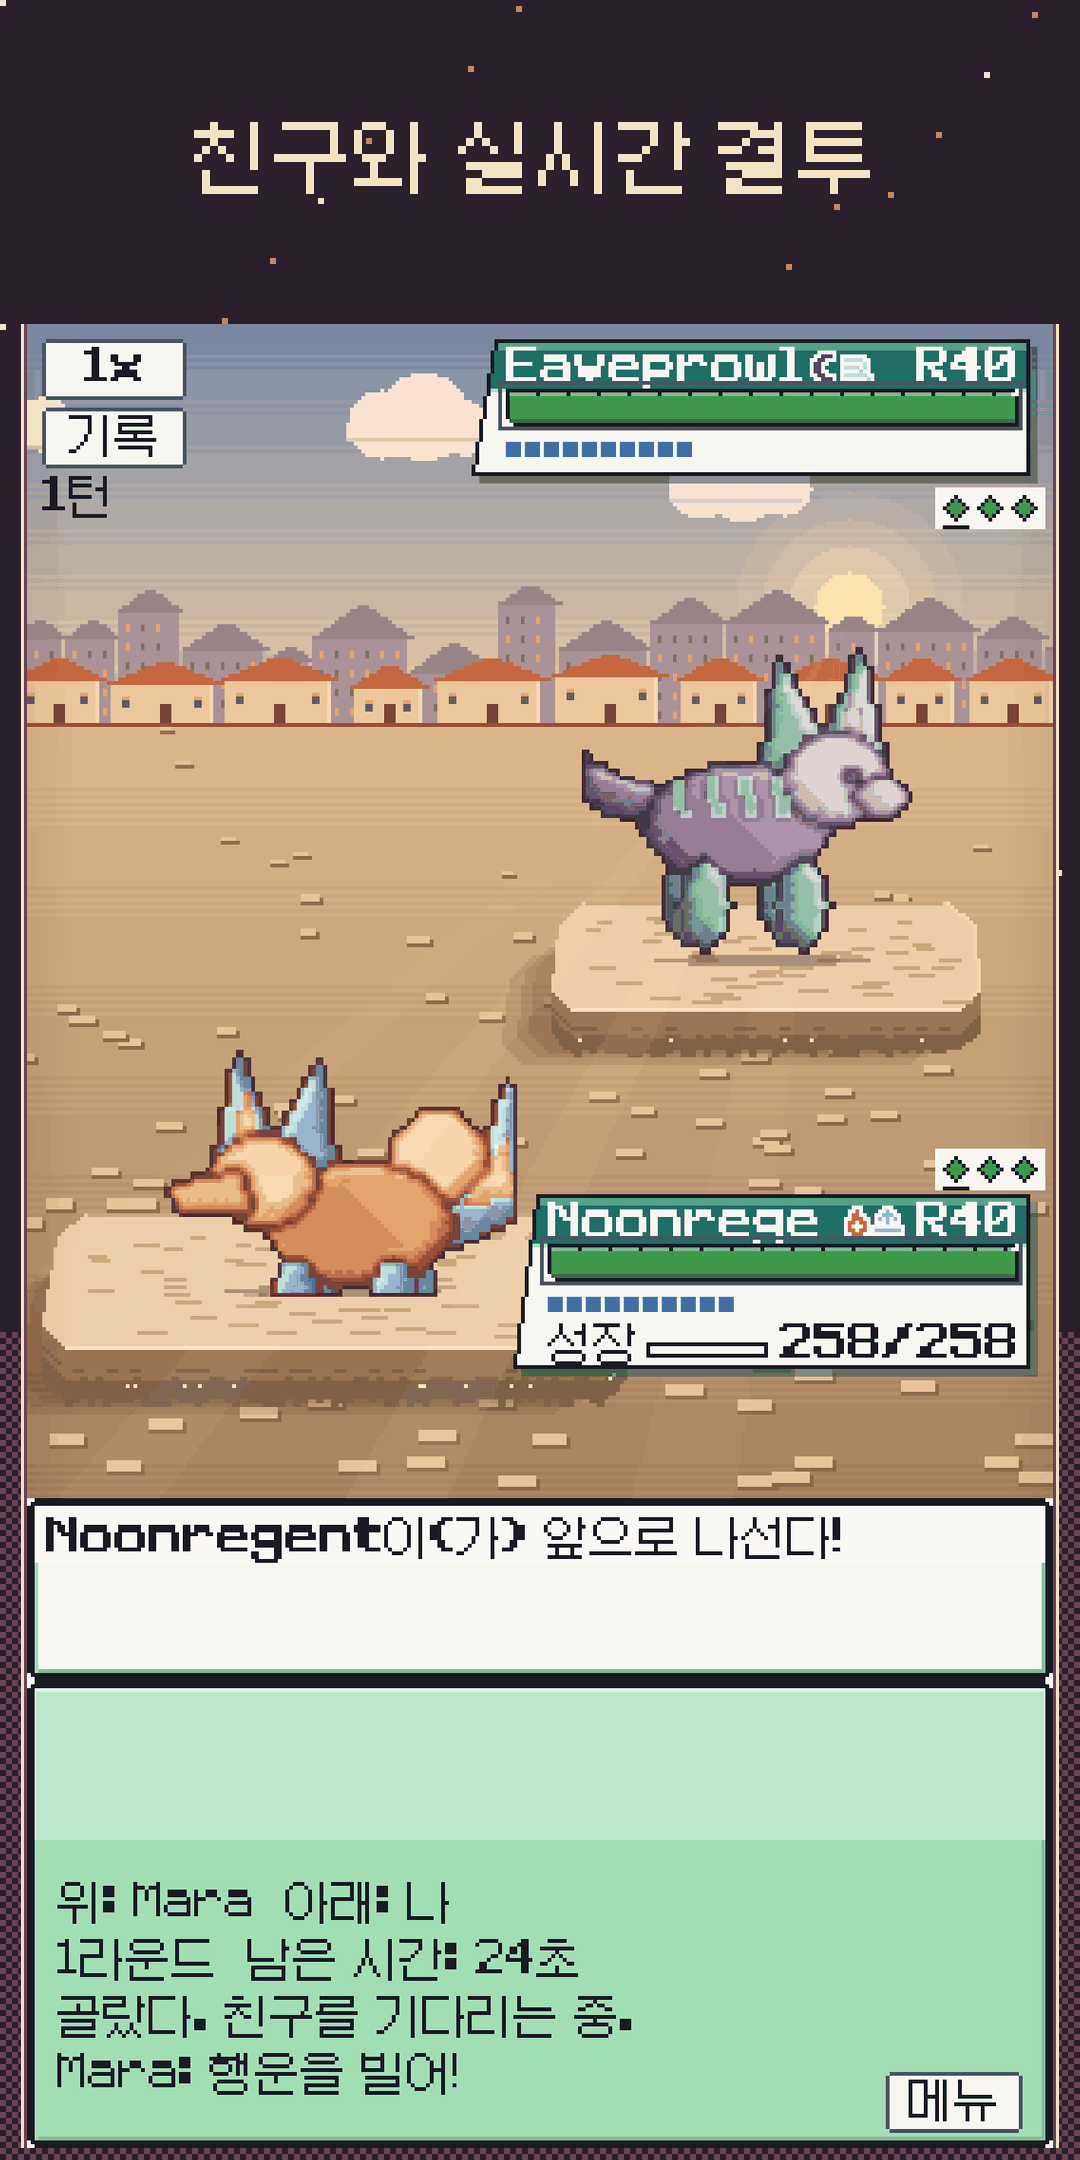 친구와 실시간 결투
1x
기록
1턴
Eaveprowl R40
Noonrege R40
성장 258/258
Noonregent이(가) 앞으로 나선다!
위: Mara 아래: 나
1라운드 남은 시간: 24초
골랐다. 친구를 기다리는 중.
Mara: 행운을 빌어!
메뉴